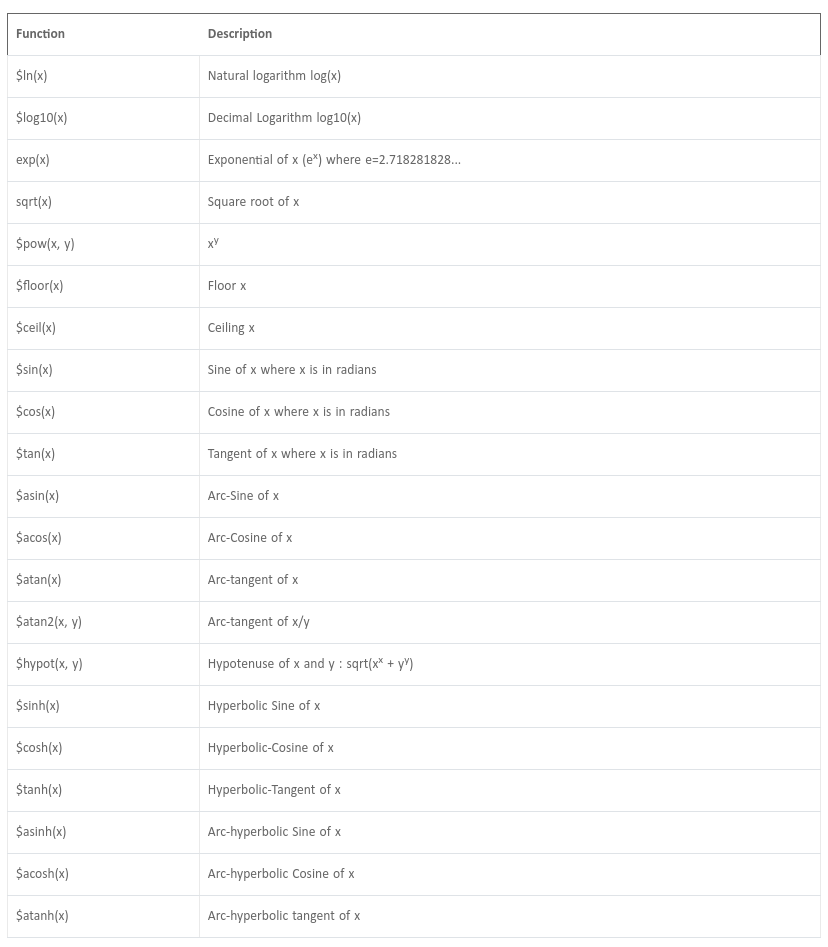 Function Description
$ln(x) Natural logarithm log(x)
$log10(x) Decimal Logarithm log10(x)
exp(x) Exponential of x (eˣ) where e=2.718281828...
sqrt(x) Square root of x
$pow(x, y) xʸ
$floor(x) Floor x
$ceil(x) Ceiling x
$sin(x) Sine of x where x is in radians
$cos(x) Cosine of x where x is in radians
$tan(x) Tangent of x where x is in radians
$asin(x) Arc-Sine of x
$acos(x) Arc-Cosine of x
$atan(x) Arc-tangent of x
$atan2(x, y) Arc-tangent of x/y
$hypot(x, y) Hypotenuse of x and y : sqrt(xˣ + yʸ)
$sinh(x) Hyperbolic Sine of x
$cosh(x) Hyperbolic-Cosine of x
$tanh(x) Hyperbolic-Tangent of x
$asinh(x) Arc-hyperbolic Sine of x
$acosh(x) Arc-hyperbolic Cosine of x
$atanh(x) Arc-hyperbolic tangent of x